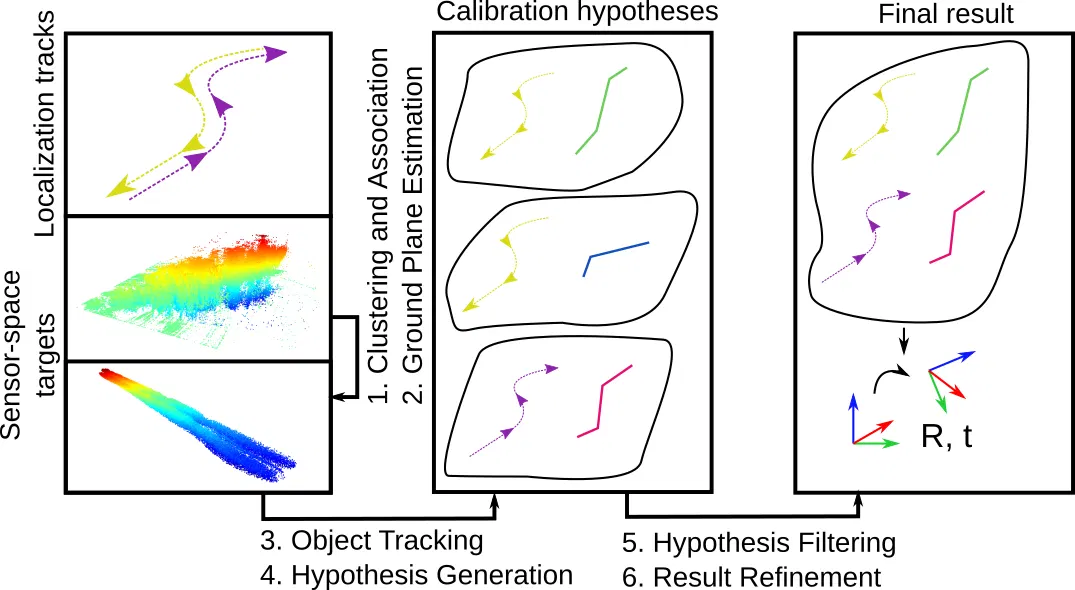 Localization tracks
Sensor-space
targets
1. Clustering and Association
2. Ground Plane Estimation
Calibration hypotheses
Final result
R, t
3. Object Tracking
4. Hypothesis Generation
5. Hypothesis Filtering
6. Result Refinement